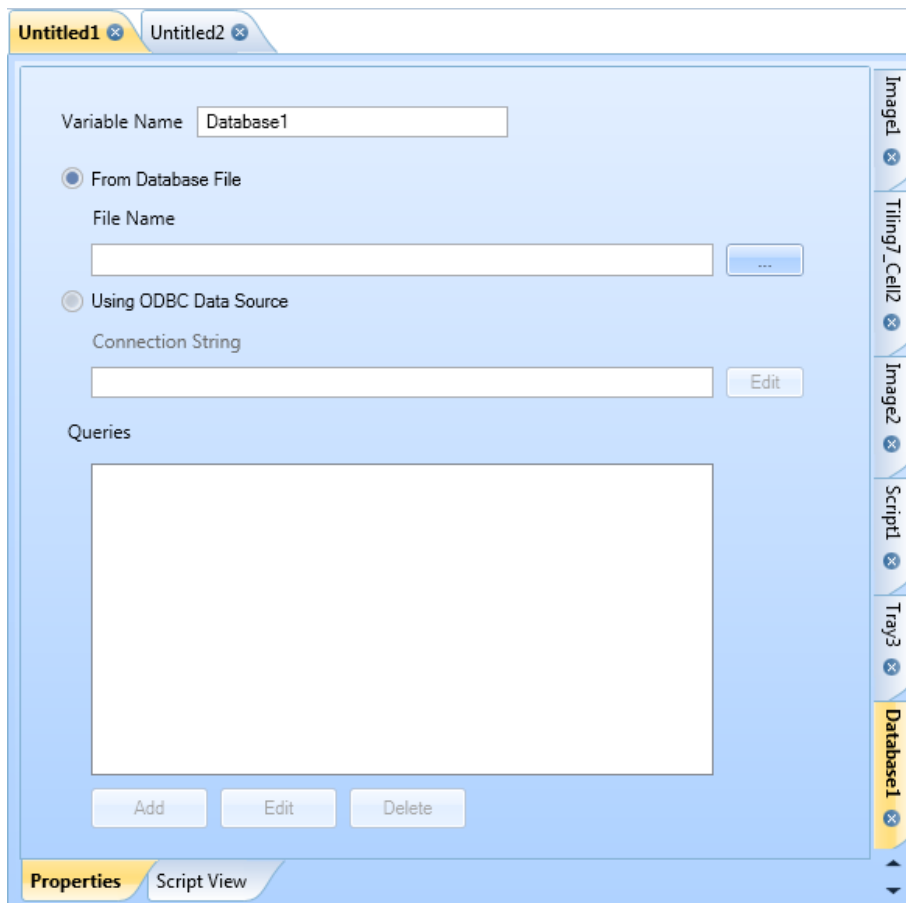 Untitled1 Untitled2
Variable Name Database1
From Database File
File Name
...
Using ODBC Data Source
Connection String
Edit
Queries
Add Edit Delete
Properties Script View
Image1
Tiling7_Cell2
Image2
Script1
Tray3
Database1